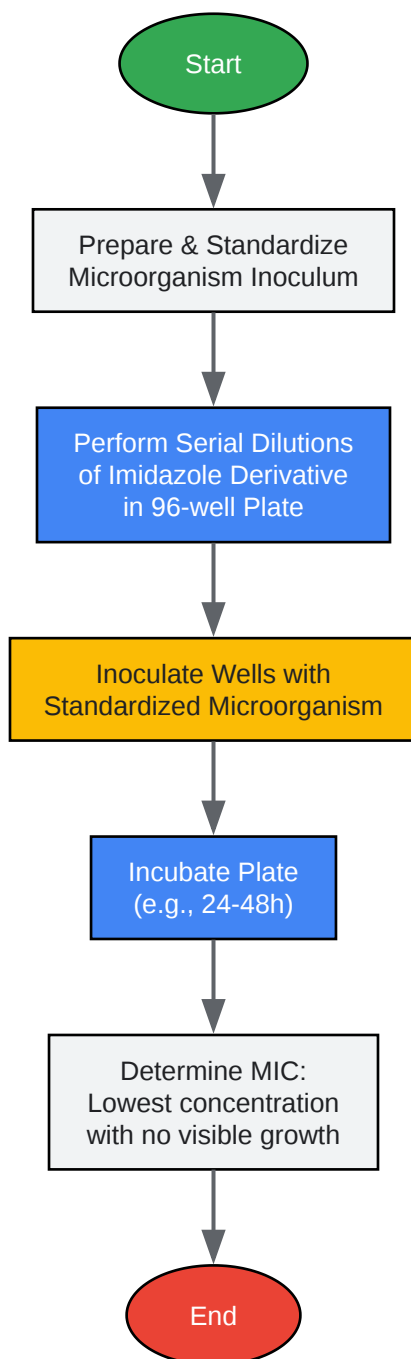 Start
Prepare & Standardize
Microorganism Inoculum
Perform Serial Dilutions
of Imidazole Derivative
in 96-well Plate
Inoculate Wells with
Standardized Microorganism
Incubate Plate
(e.g., 24-48h)
Determine MIC:
Lowest concentration
with no visible growth
End